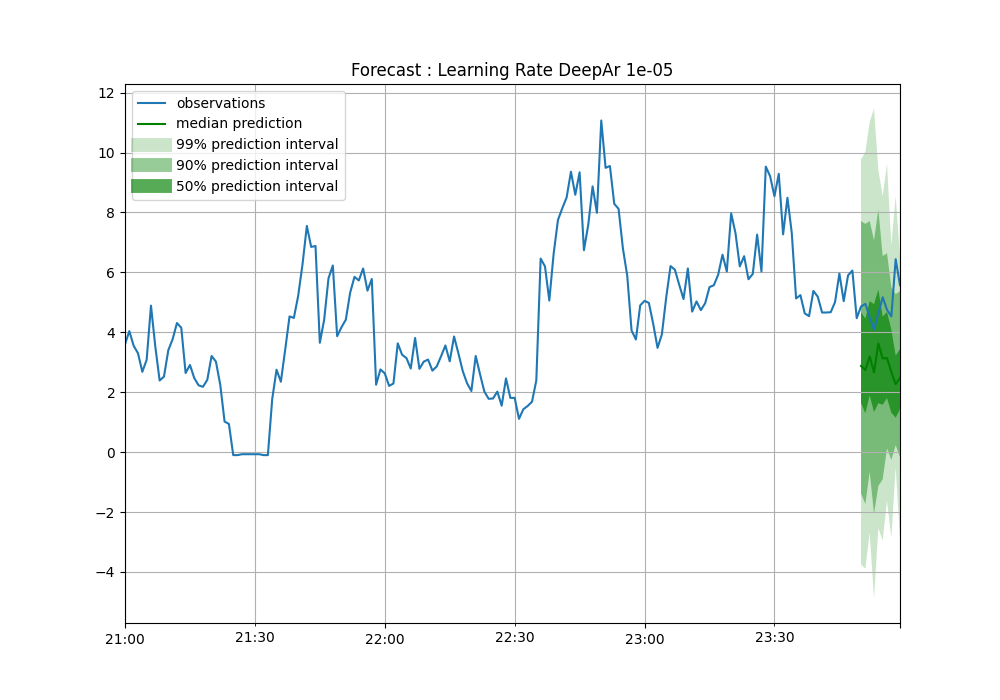 Forecast : Learning Rate DeepAr 1e-05
observations
median prediction
99% prediction interval
90% prediction interval
50% prediction interval
12
10
8
6
4
2
0
−2
−4
21:00
21:30
22:00
22:30
23:00
23:30